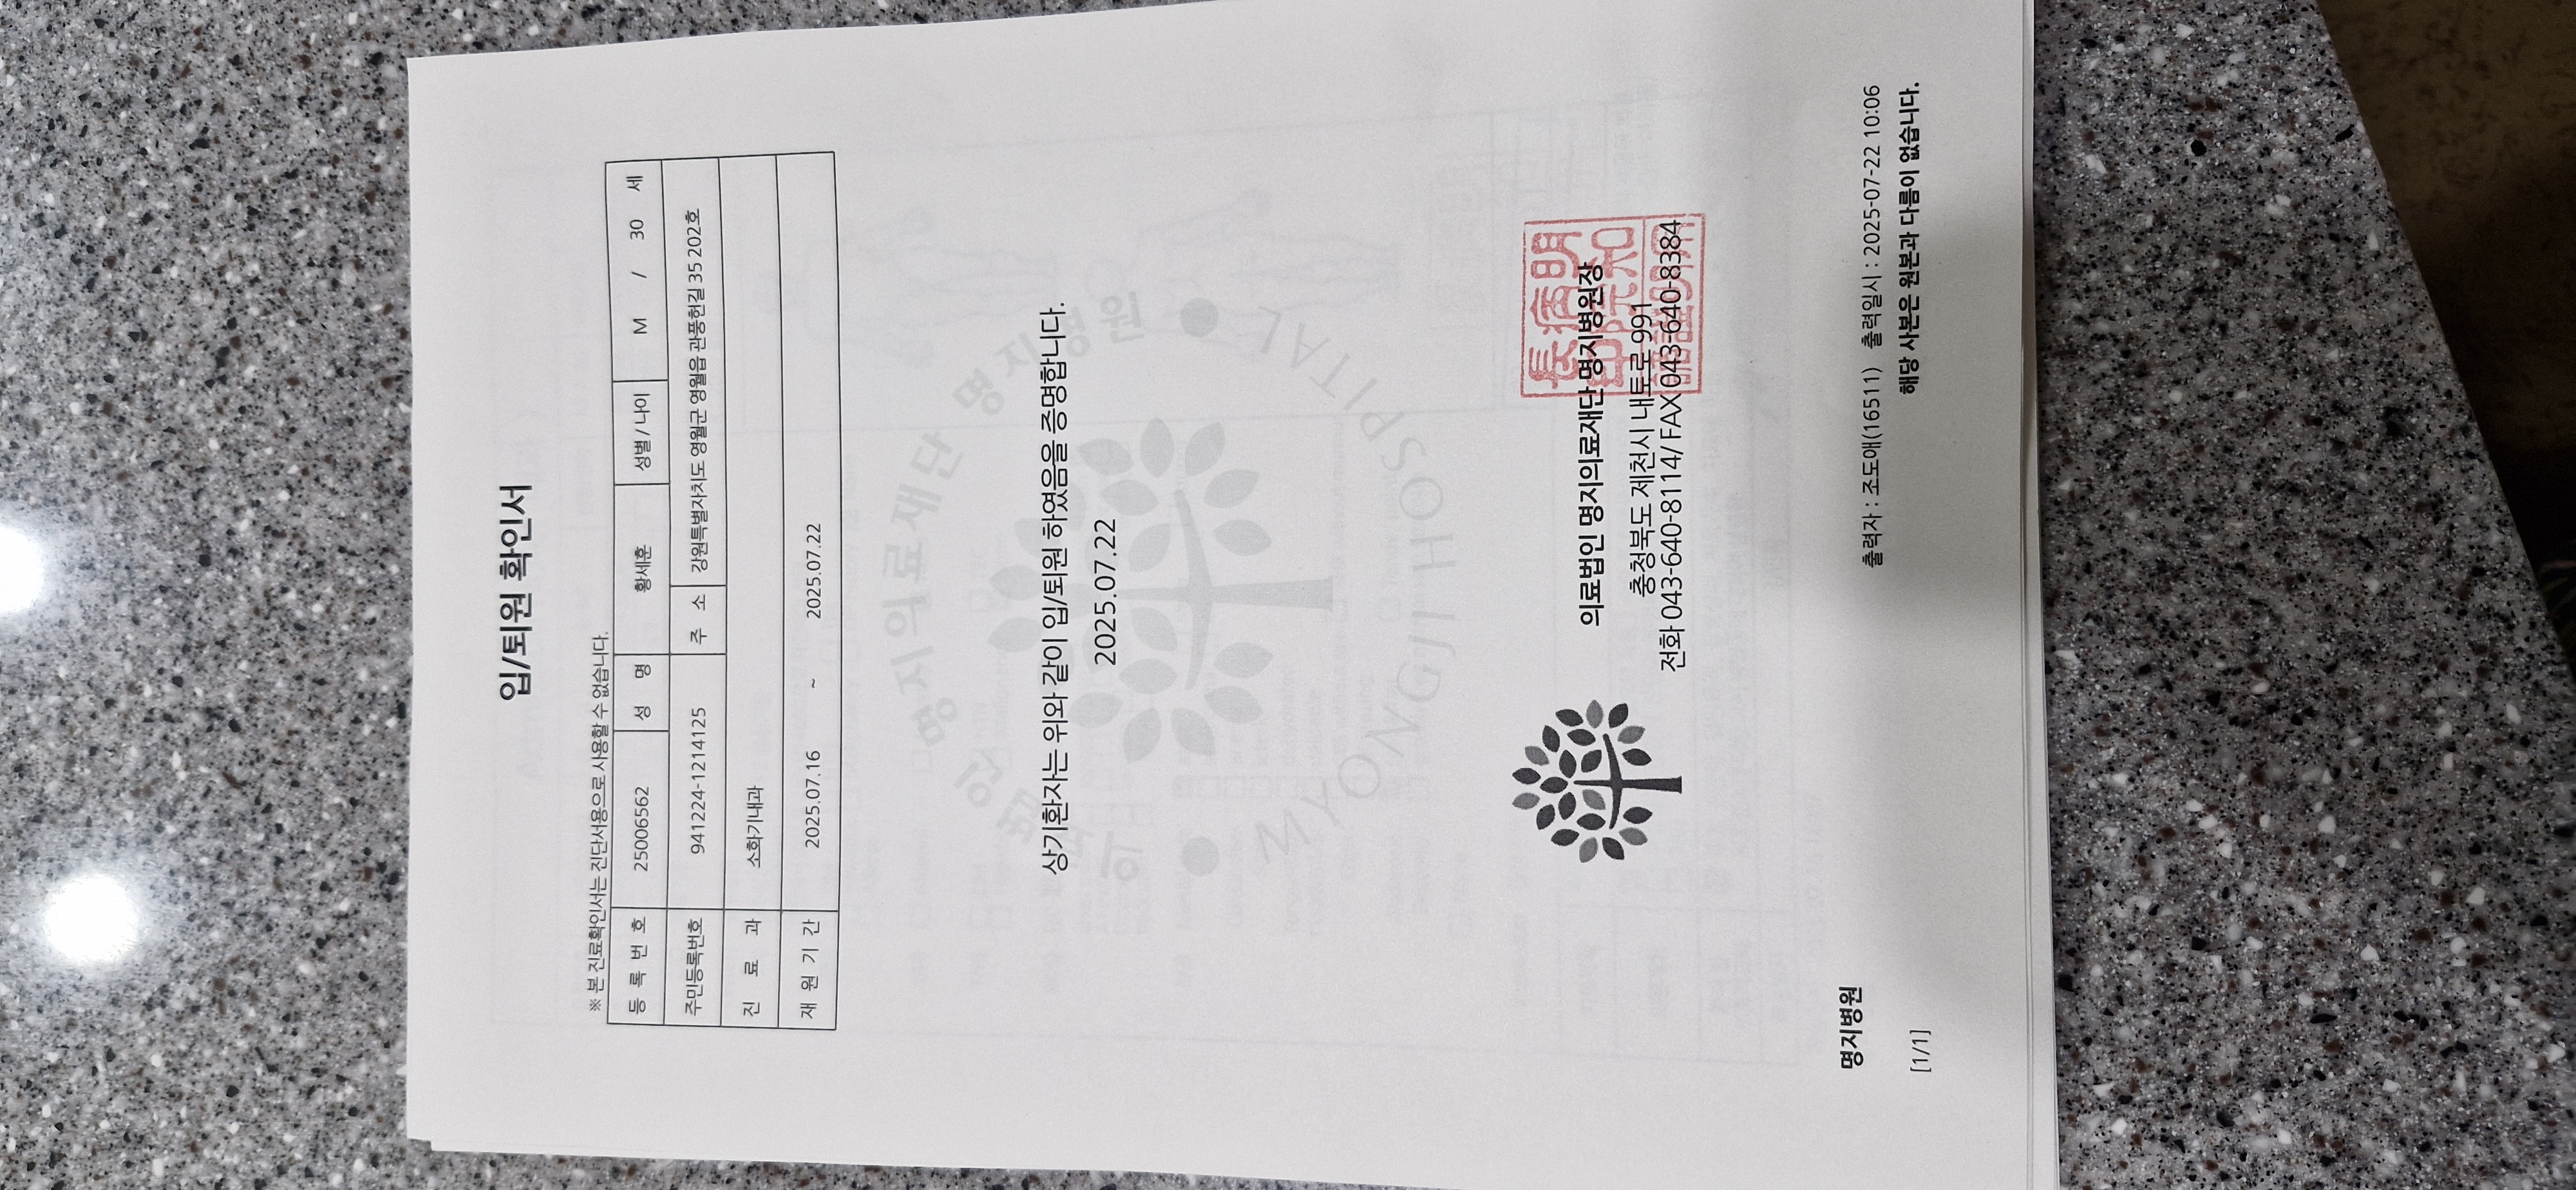 입/퇴원 확인서
※ 본 진료확인서는 진단서용으로 사용할 수 없습니다.
등 록 번 호 25006562 성 명 황세훈 성별 / 나이 M / 30 세
주민등록번호 941224-1214125 주 소 강원특별자치도 영월군 영월읍 관풍헌길 35 202호
진 료 과 소화기내과
재 원 기 간 2025.07.16 ~ 2025.07.22
상기환자는 위와 같이 입/퇴원 하였음을 증명합니다.
2025.07.22
의료법인 명지의료재단 명지병원
MYONGJI HOSPITAL
의료법인 명지의료재단 명지병원장
충청북도 제천시 내토로 991
전화 043-640-8114/ FAX 043-640-8384
출력자 : 조도애(16511) 출력일시 : 2025-07-22 10:06
명지병원
해당 사본은 원본과 다름이 없습니다.
[1/1]